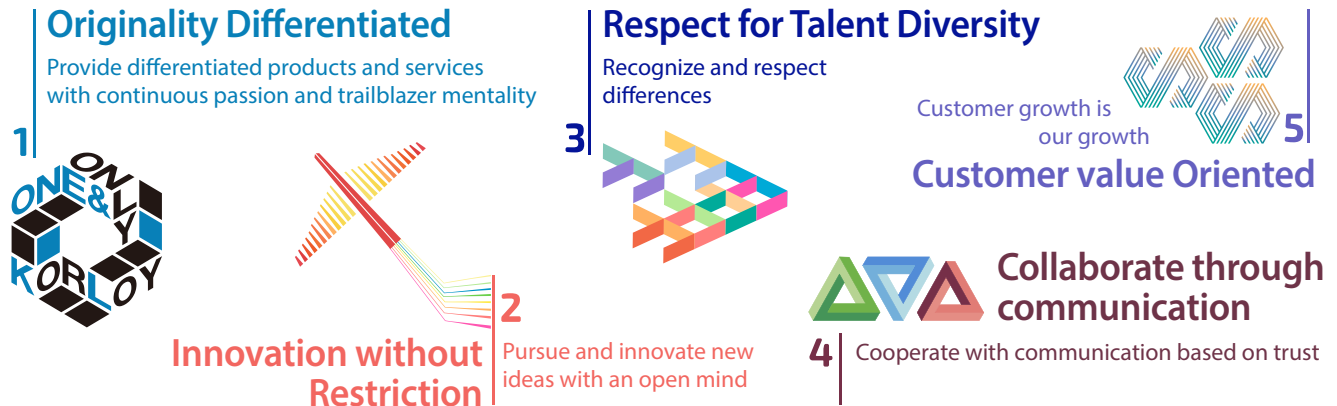 1
Originality Differentiated
Provide differentiated products and services
with continuous passion and trailblazer mentality
ONE &
ONLY
KORLOY
2
Innovation without
Restriction
Pursue and innovate new
ideas with an open mind
3
Respect for Talent Diversity
Recognize and respect
differences
4
Collaborate through
communication
Cooperate with communication based on trust
5
Customer growth is
our growth
Customer value Oriented